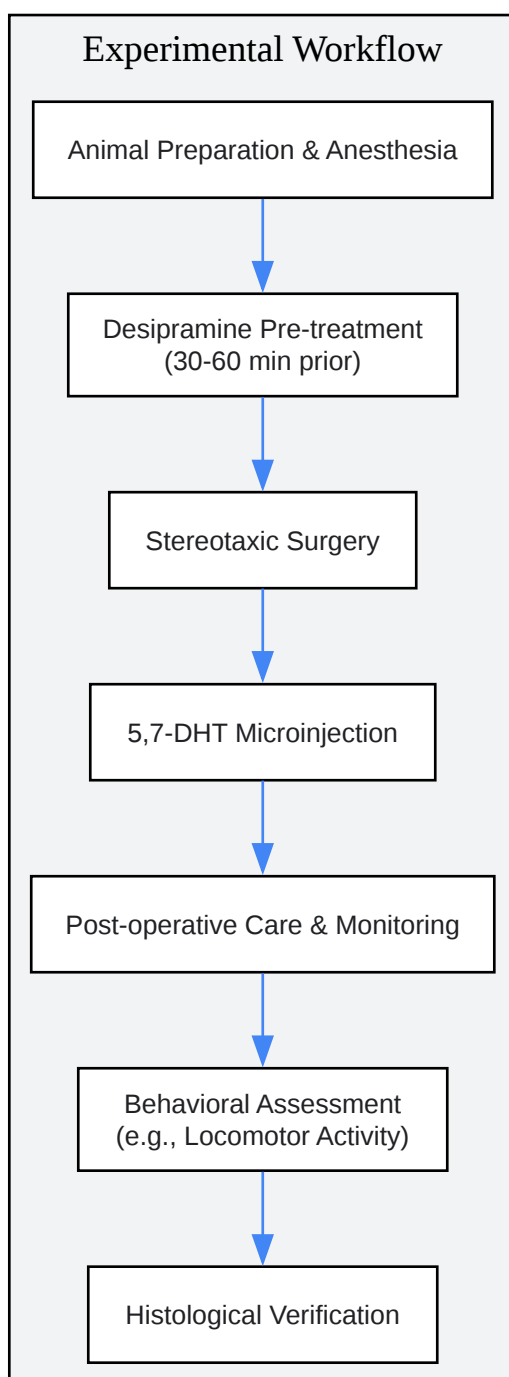 Experimental Workflow
Animal Preparation & Anesthesia
Desipramine Pre-treatment
(30-60 min prior)
Stereotaxic Surgery
5,7-DHT Microinjection
Post-operative Care & Monitoring
Behavioral Assessment
(e.g., Locomotor Activity)
Histological Verification